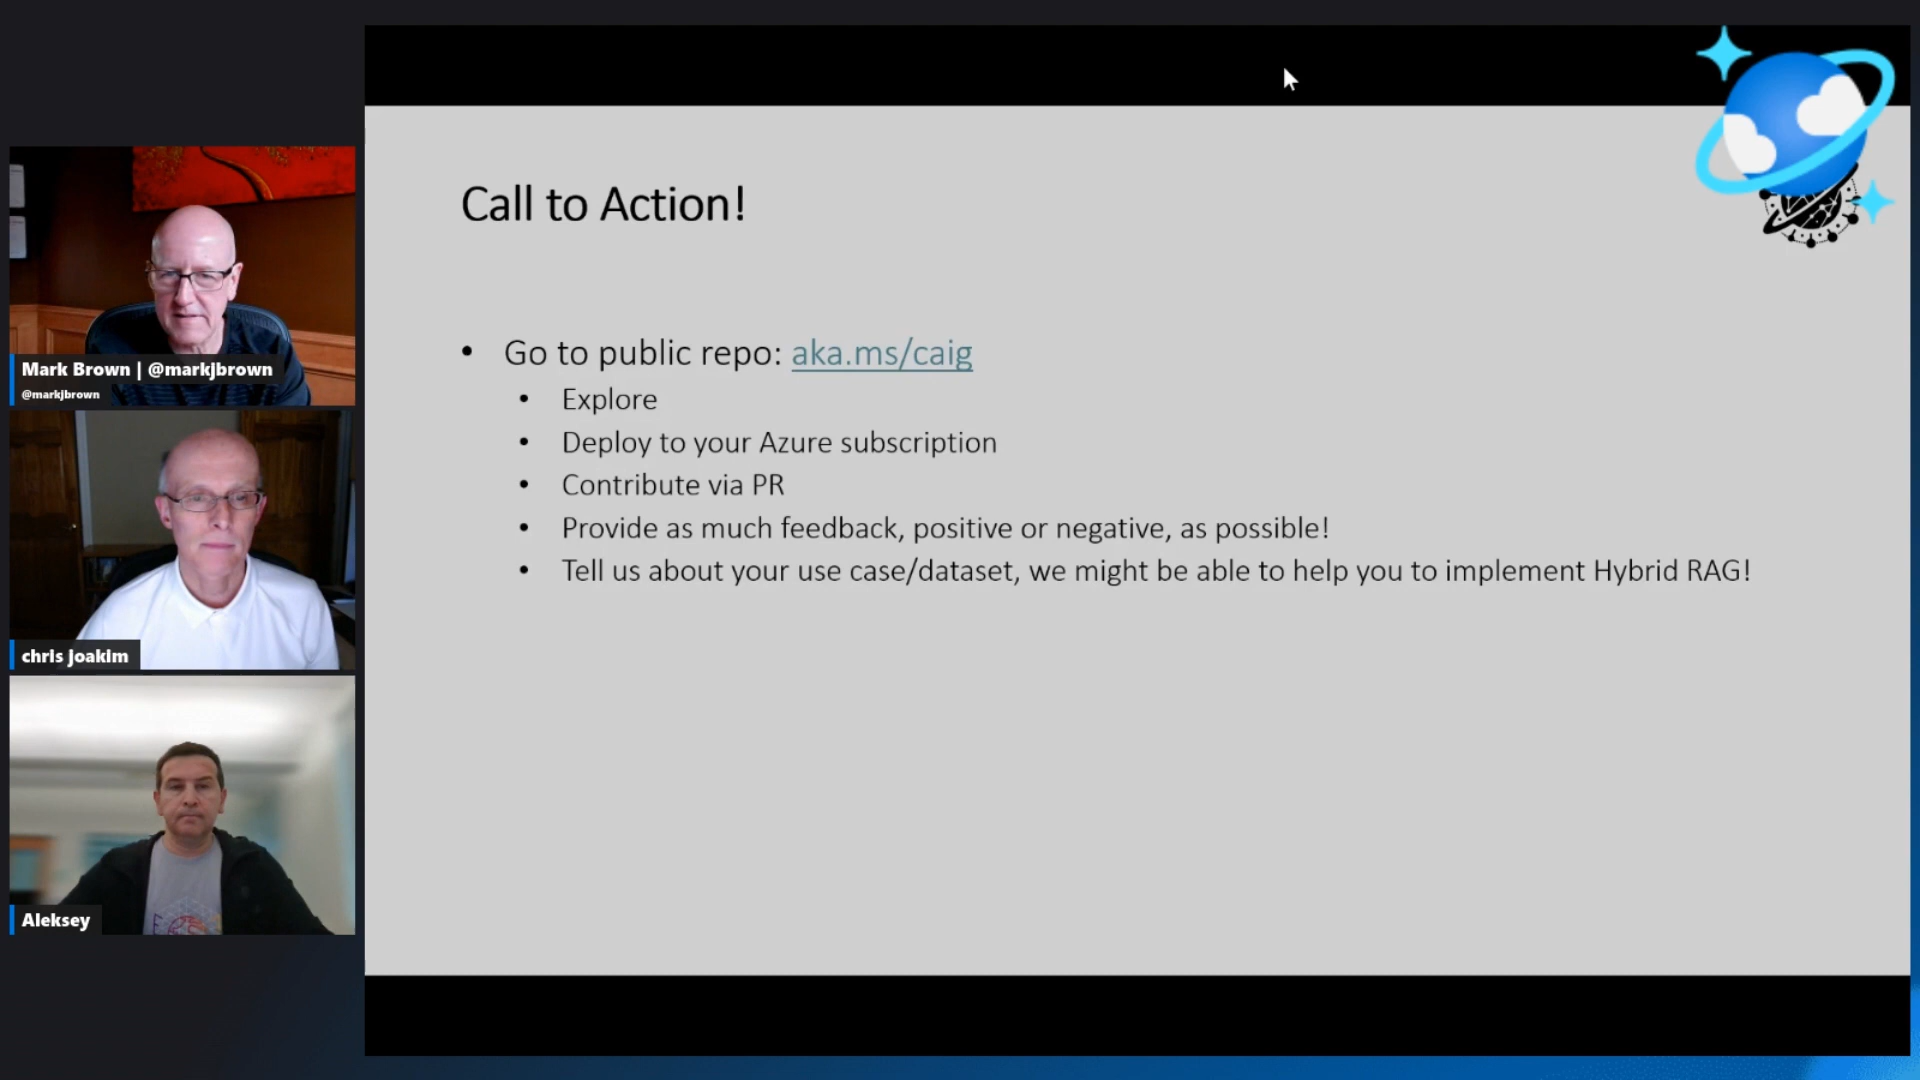 Mark Brown | @markjbrown
@markjbrown
chris joakim
Aleksey
Call to Action!
• Go to public repo: aka.ms/caig
• Explore
• Deploy to your Azure subscription
• Contribute via PR
• Provide as much feedback, positive or negative, as possible!
• Tell us about your use case/dataset, we might be able to help you to implement Hybrid RAG!